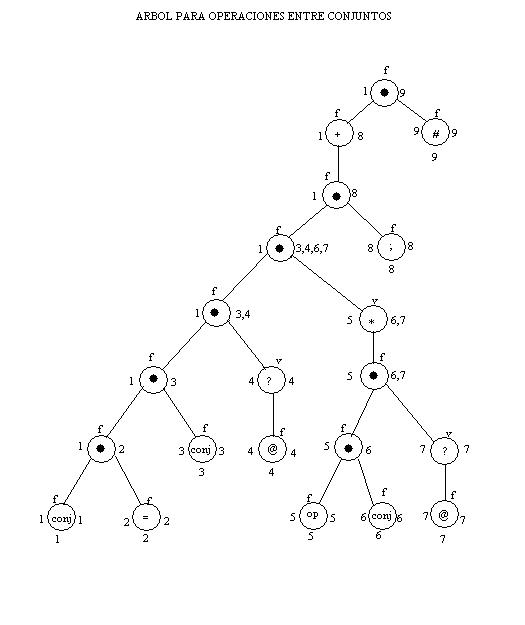 ARBOL PARA OPERACIONES ENTRE CONJUNTOS
f
1 9
f f
1 + 8 9 # 9
9
f
1 8
f f
1 3,4,6,7 8 ; 8
8
f v
1 3,4 5 * 6,7
f v f
1 3 4 ? 4 5 6,7
f f f f v
1 2 3 conj 3 4 @ 4 5 6 7 ? 7
3 4
f f f f f
1 conj 1 2 = 2 5 op 5 6 conj 6 7 @ 7
1 2 5 6 7